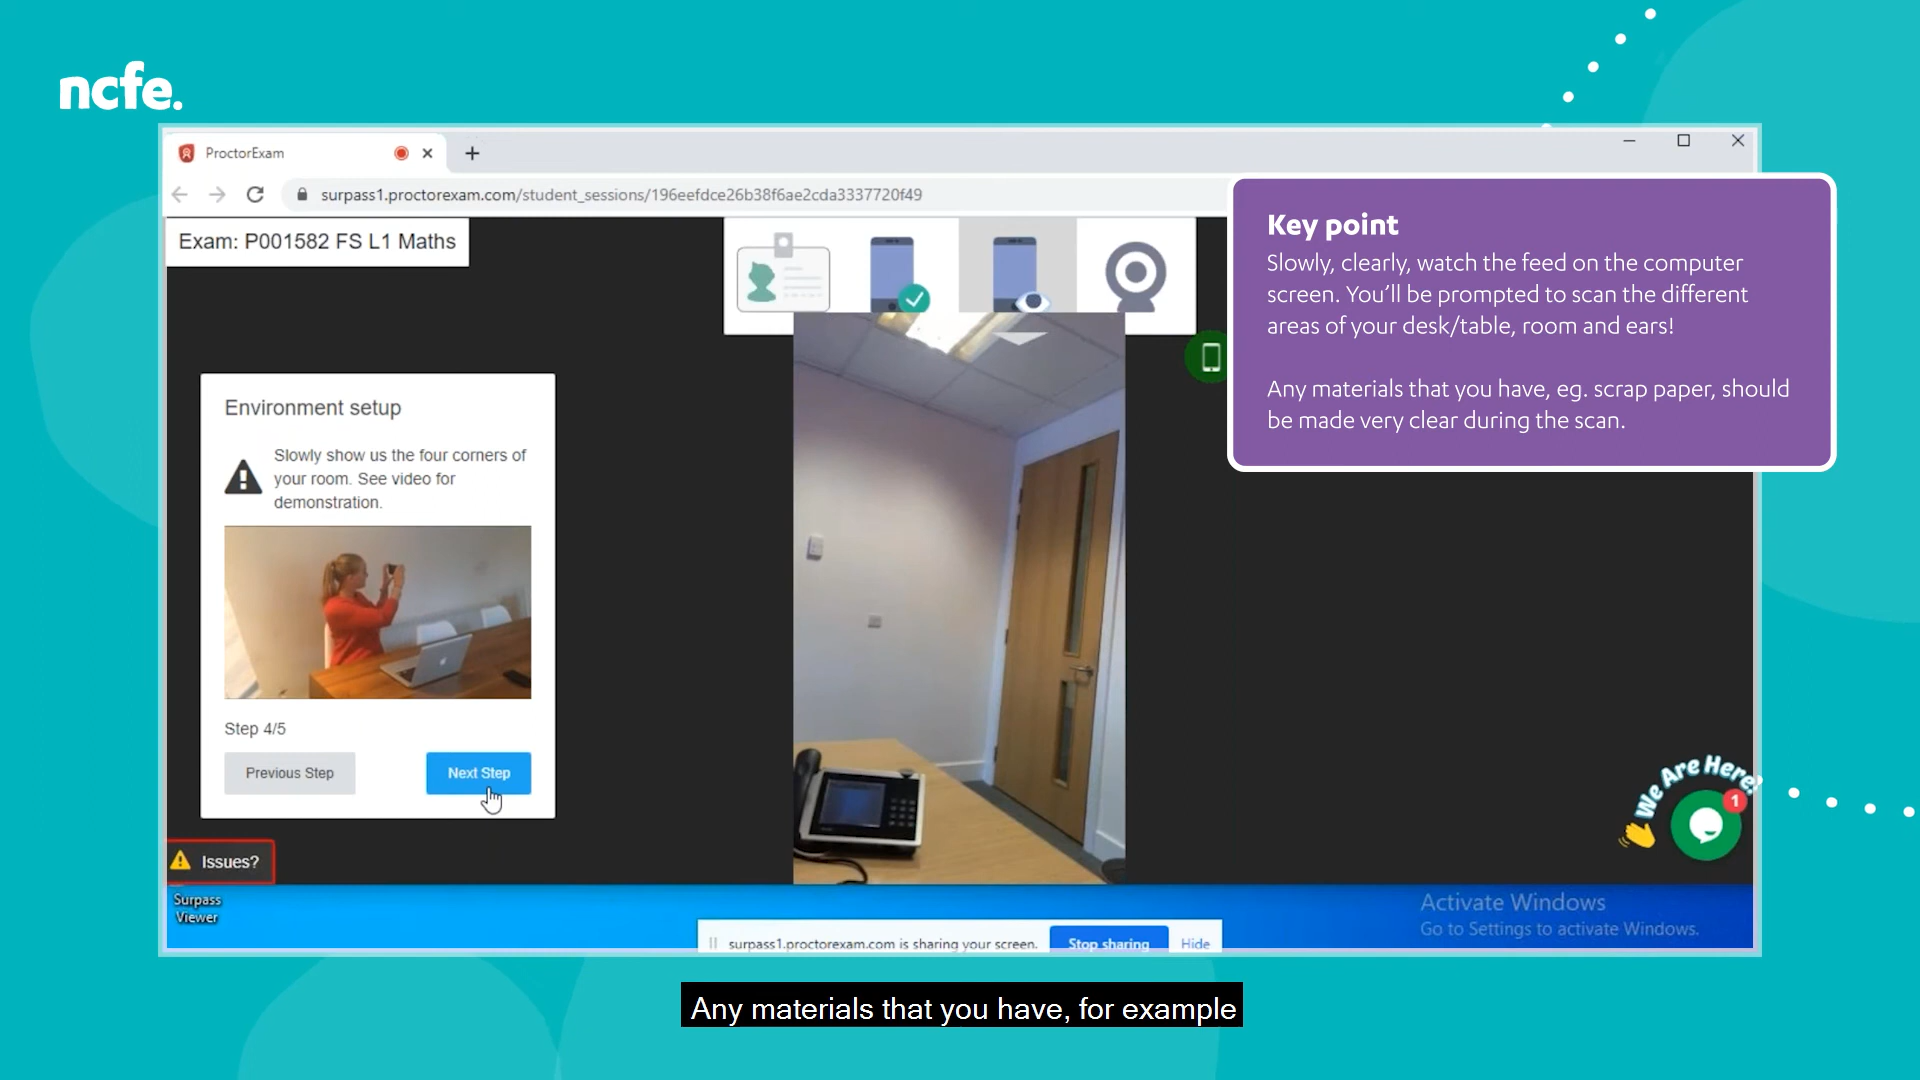 ncfe.
ProctorExam
surpass1.proctorexam.com/student_sessions/196eefdce26b38f6ae2cda3337720f49
Exam: P001582 FS L1 Maths
Key point
Slowly, clearly, watch the feed on the computer
screen. You'll be prompted to scan the different
areas of your desk/table, room and ears!
Any materials that you have, eg. scrap paper, should
be made very clear during the scan.
Environment setup
Slowly show us the four corners of
your room. See video for
demonstration.
Step 4/5
Previous Step
Next Step
We Are Here!
1
Issues?
Surpass
Viewer
Activate Windows
Go to Settings to activate Windows.
surpass1.proctorexam.com is sharing your screen.
Stop sharing
Hide
Any materials that you have, for example